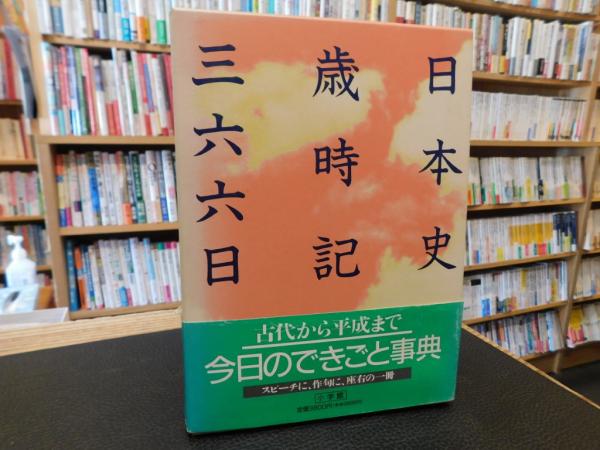 日本史
歳時記
三六六日
古代から平成まで
今日のできごと事典
スピーチに、作句に、座右の一冊
小学館